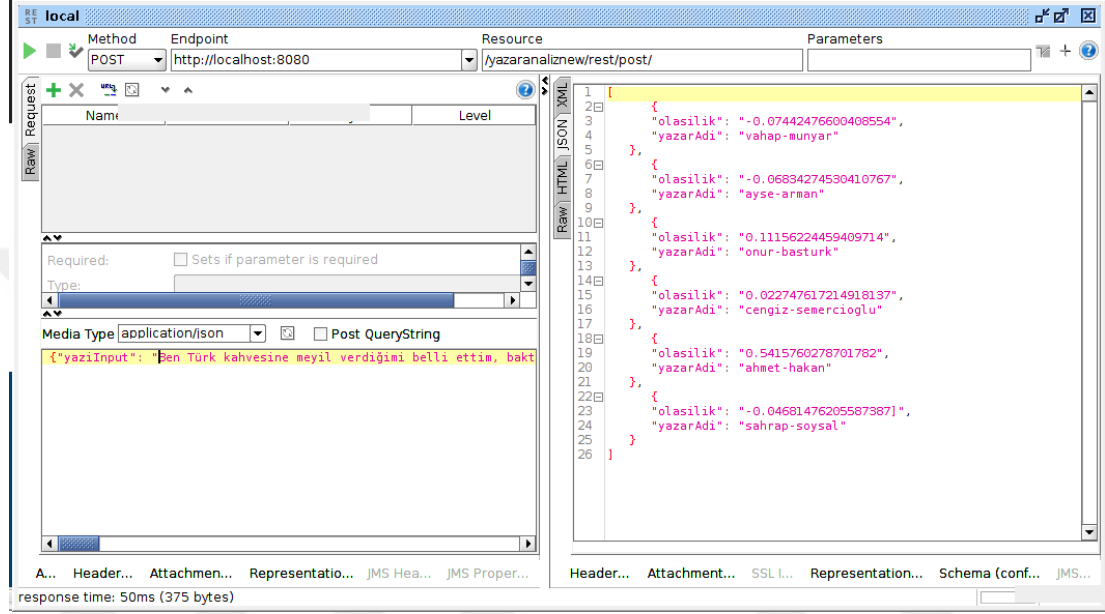 RE
ST local
Method Endpoint Resource Parameters
POST http://localhost:8080 /yazaranaliznew/rest/post/
Request
Raw
Name Level
Required: Sets if parameter is required
Type:
Media Type application/json Post QueryString
{"yaziInput": "Ben Türk kahvesine meyil verdiğimi belli ettim, bakt
A... Header... Attachmen... Representatio... JMS Hea... JMS Proper...
XML
JSON
HTML
Raw
1 [
2 {
3 "olasilik": "-0.07442476600408554",
4 "yazarAdi": "vahap-munyar"
5 },
6 {
7 "olasilik": "-0.06834274530410767",
8 "yazarAdi": "ayse-arman"
9 },
10 {
11 "olasilik": "0.11156224459409714",
12 "yazarAdi": "onur-basturk"
13 },
14 {
15 "olasilik": "0.022747617214918137",
16 "yazarAdi": "cengiz-semercioglu"
17 },
18 {
19 "olasilik": "0.5415760278701782",
20 "yazarAdi": "ahmet-hakan"
21 },
22 {
23 "olasilik": "-0.04681476205587387]",
24 "yazarAdi": "sahrap-soysal"
25 }
26 ]
Header... Attachment... SSL I... Representation... Schema (conf... JMS...
response time: 50ms (375 bytes)